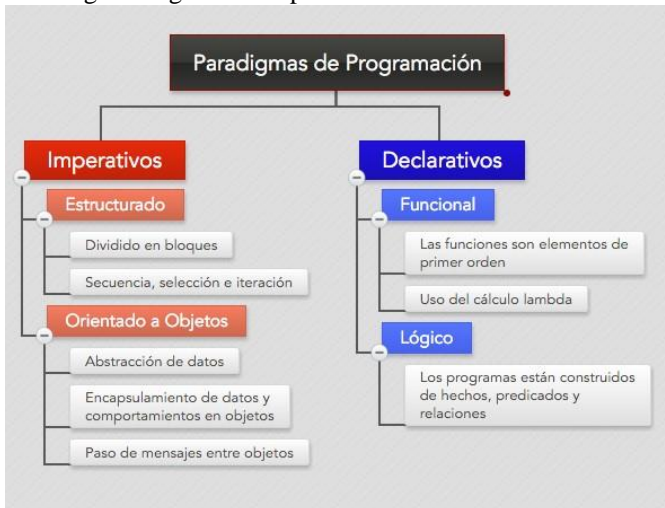 Paradigmas de Programación
Imperativos
Estructurado
Dividido en bloques
Secuencia, selección e iteración
Orientado a Objetos
Abstracción de datos
Encapsulamiento de datos y
comportamientos en objetos
Paso de mensajes entre objetos
Declarativos
Funcional
Las funciones son elementos de
primer orden
Uso del cálculo lambda
Lógico
Los programas están construidos
de hechos, predicados y
relaciones